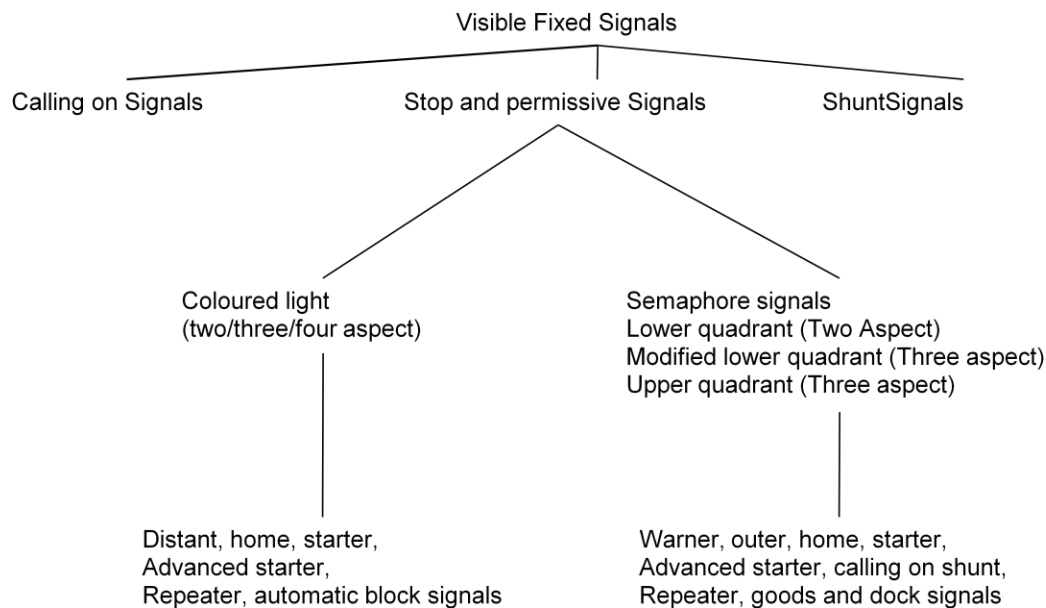 Visible Fixed Signals
Calling on Signals
Stop and permissive Signals
ShuntSignals
Coloured light
(two/three/four aspect)
Semaphore signals
Lower quadrant (Two Aspect)
Modified lower quadrant (Three aspect)
Upper quadrant (Three aspect)
Distant, home, starter,
Advanced starter,
Repeater, automatic block signals
Warner, outer, home, starter,
Advanced starter, calling on shunt,
Repeater, goods and dock signals